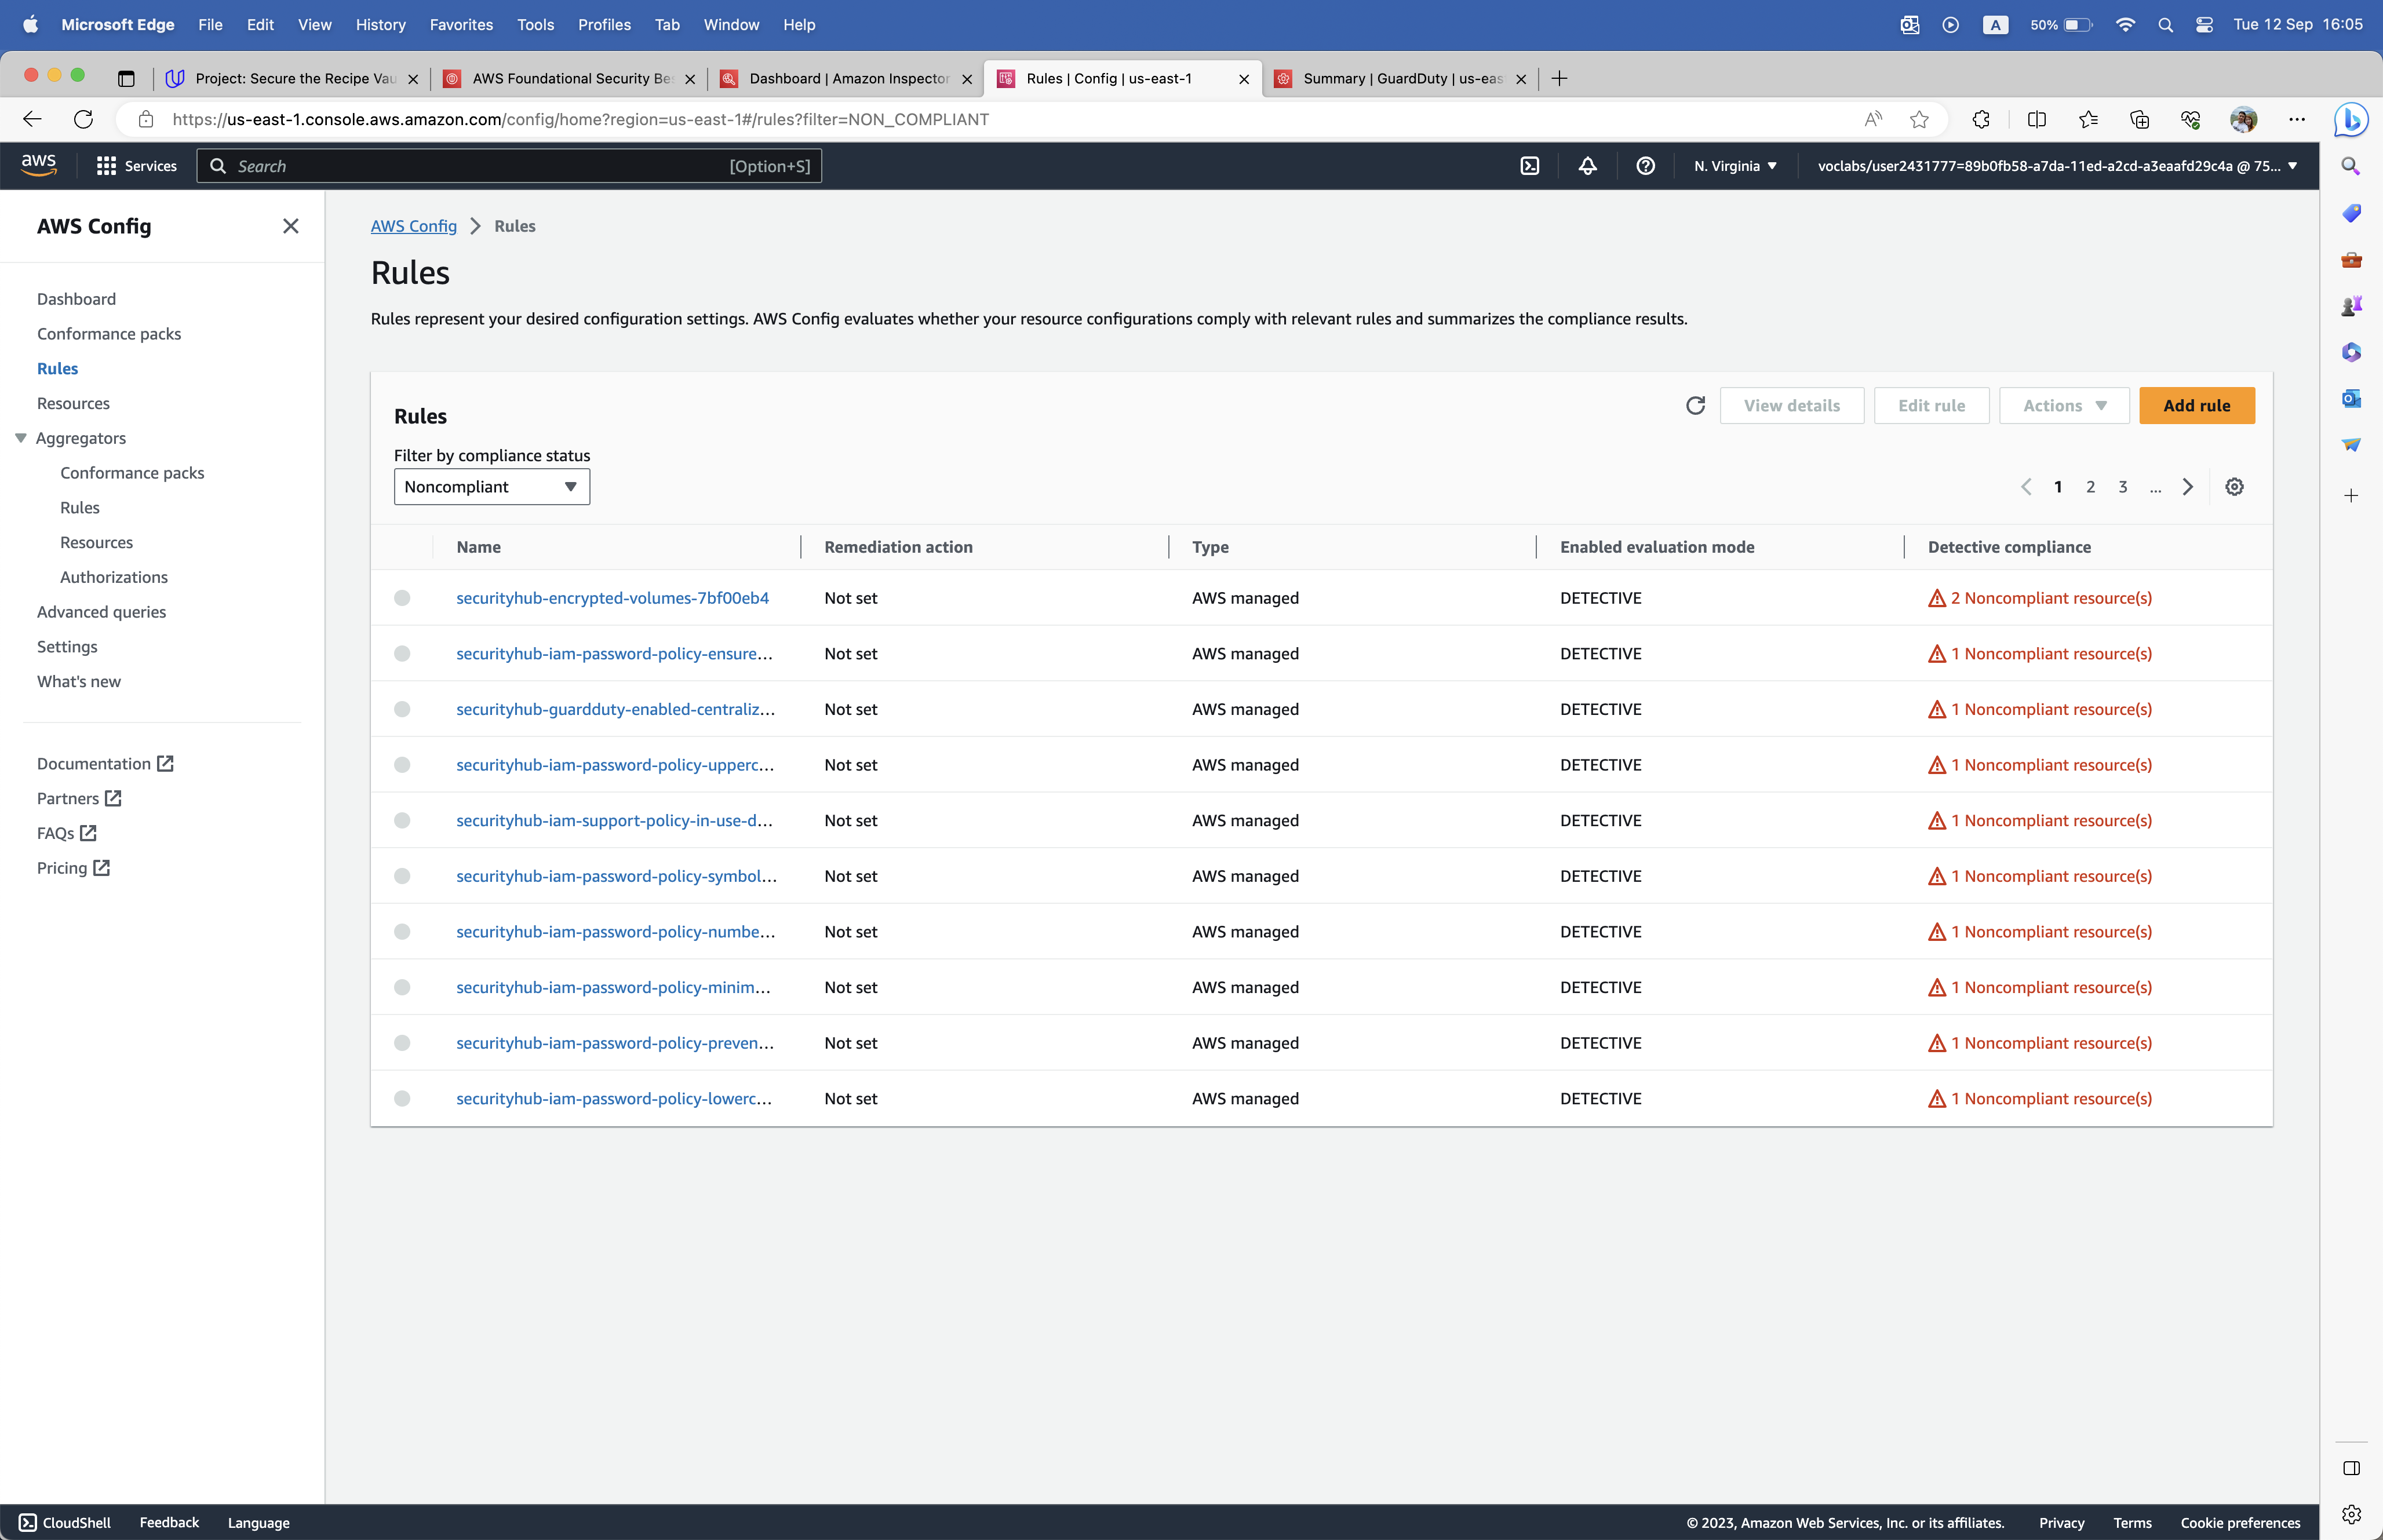 Microsoft Edge File Edit View History Favorites Tools Profiles Tab Window Help A 50% Tue 12 Sep 16:05
Project: Secure the Recipe Vau AWS Foundational Security Be Dashboard | Amazon Inspector Rules | Config | us-east-1 Summary | GuardDuty | us-eas
https://us-east-1.console.aws.amazon.com/config/home?region=us-east-1#/rules?filter=NON_COMPLIANT
aws Services Search [Option+S] N. Virginia voclabs/user2431777=89b0fb58-a7da-11ed-a2cd-a3eaafd29c4a @ 75...
AWS Config
Dashboard
Conformance packs
Rules
Resources
Aggregators
Conformance packs
Rules
Resources
Authorizations
Advanced queries
Settings
What's new
Documentation
Partners
FAQs
Pricing
AWS Config Rules
Rules
Rules represent your desired configuration settings. AWS Config evaluates whether your resource configurations comply with relevant rules and summarizes the compliance results.
Rules View details Edit rule Actions Add rule
Filter by compliance status
Noncompliant 1 2 3 ...
Name Remediation action Type Enabled evaluation mode Detective compliance
securityhub-encrypted-volumes-7bf00eb4 Not set AWS managed DETECTIVE 2 Noncompliant resource(s)
securityhub-iam-password-policy-ensure... Not set AWS managed DETECTIVE 1 Noncompliant resource(s)
securityhub-guardduty-enabled-centraliz... Not set AWS managed DETECTIVE 1 Noncompliant resource(s)
securityhub-iam-password-policy-upperc... Not set AWS managed DETECTIVE 1 Noncompliant resource(s)
securityhub-iam-support-policy-in-use-d... Not set AWS managed DETECTIVE 1 Noncompliant resource(s)
securityhub-iam-password-policy-symbol... Not set AWS managed DETECTIVE 1 Noncompliant resource(s)
securityhub-iam-password-policy-numbe... Not set AWS managed DETECTIVE 1 Noncompliant resource(s)
securityhub-iam-password-policy-minim... Not set AWS managed DETECTIVE 1 Noncompliant resource(s)
securityhub-iam-password-policy-preven... Not set AWS managed DETECTIVE 1 Noncompliant resource(s)
securityhub-iam-password-policy-lowerc... Not set AWS managed DETECTIVE 1 Noncompliant resource(s)
CloudShell Feedback Language © 2023, Amazon Web Services, Inc. or its affiliates. Privacy Terms Cookie preferences